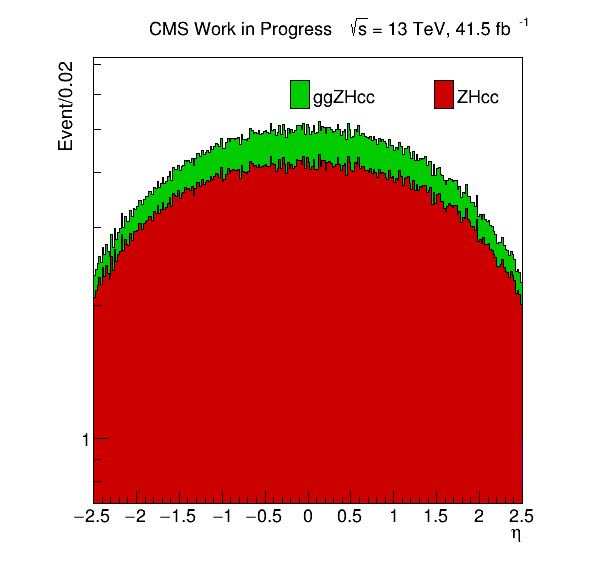 CMS Work in Progress √s = 13 TeV, 41.5 fb -1
Event/0.02
ggZHcc ZHcc
1
−2.5 −2 −1.5 −1 −0.5 0 0.5 1 1.5 2 2.5
η